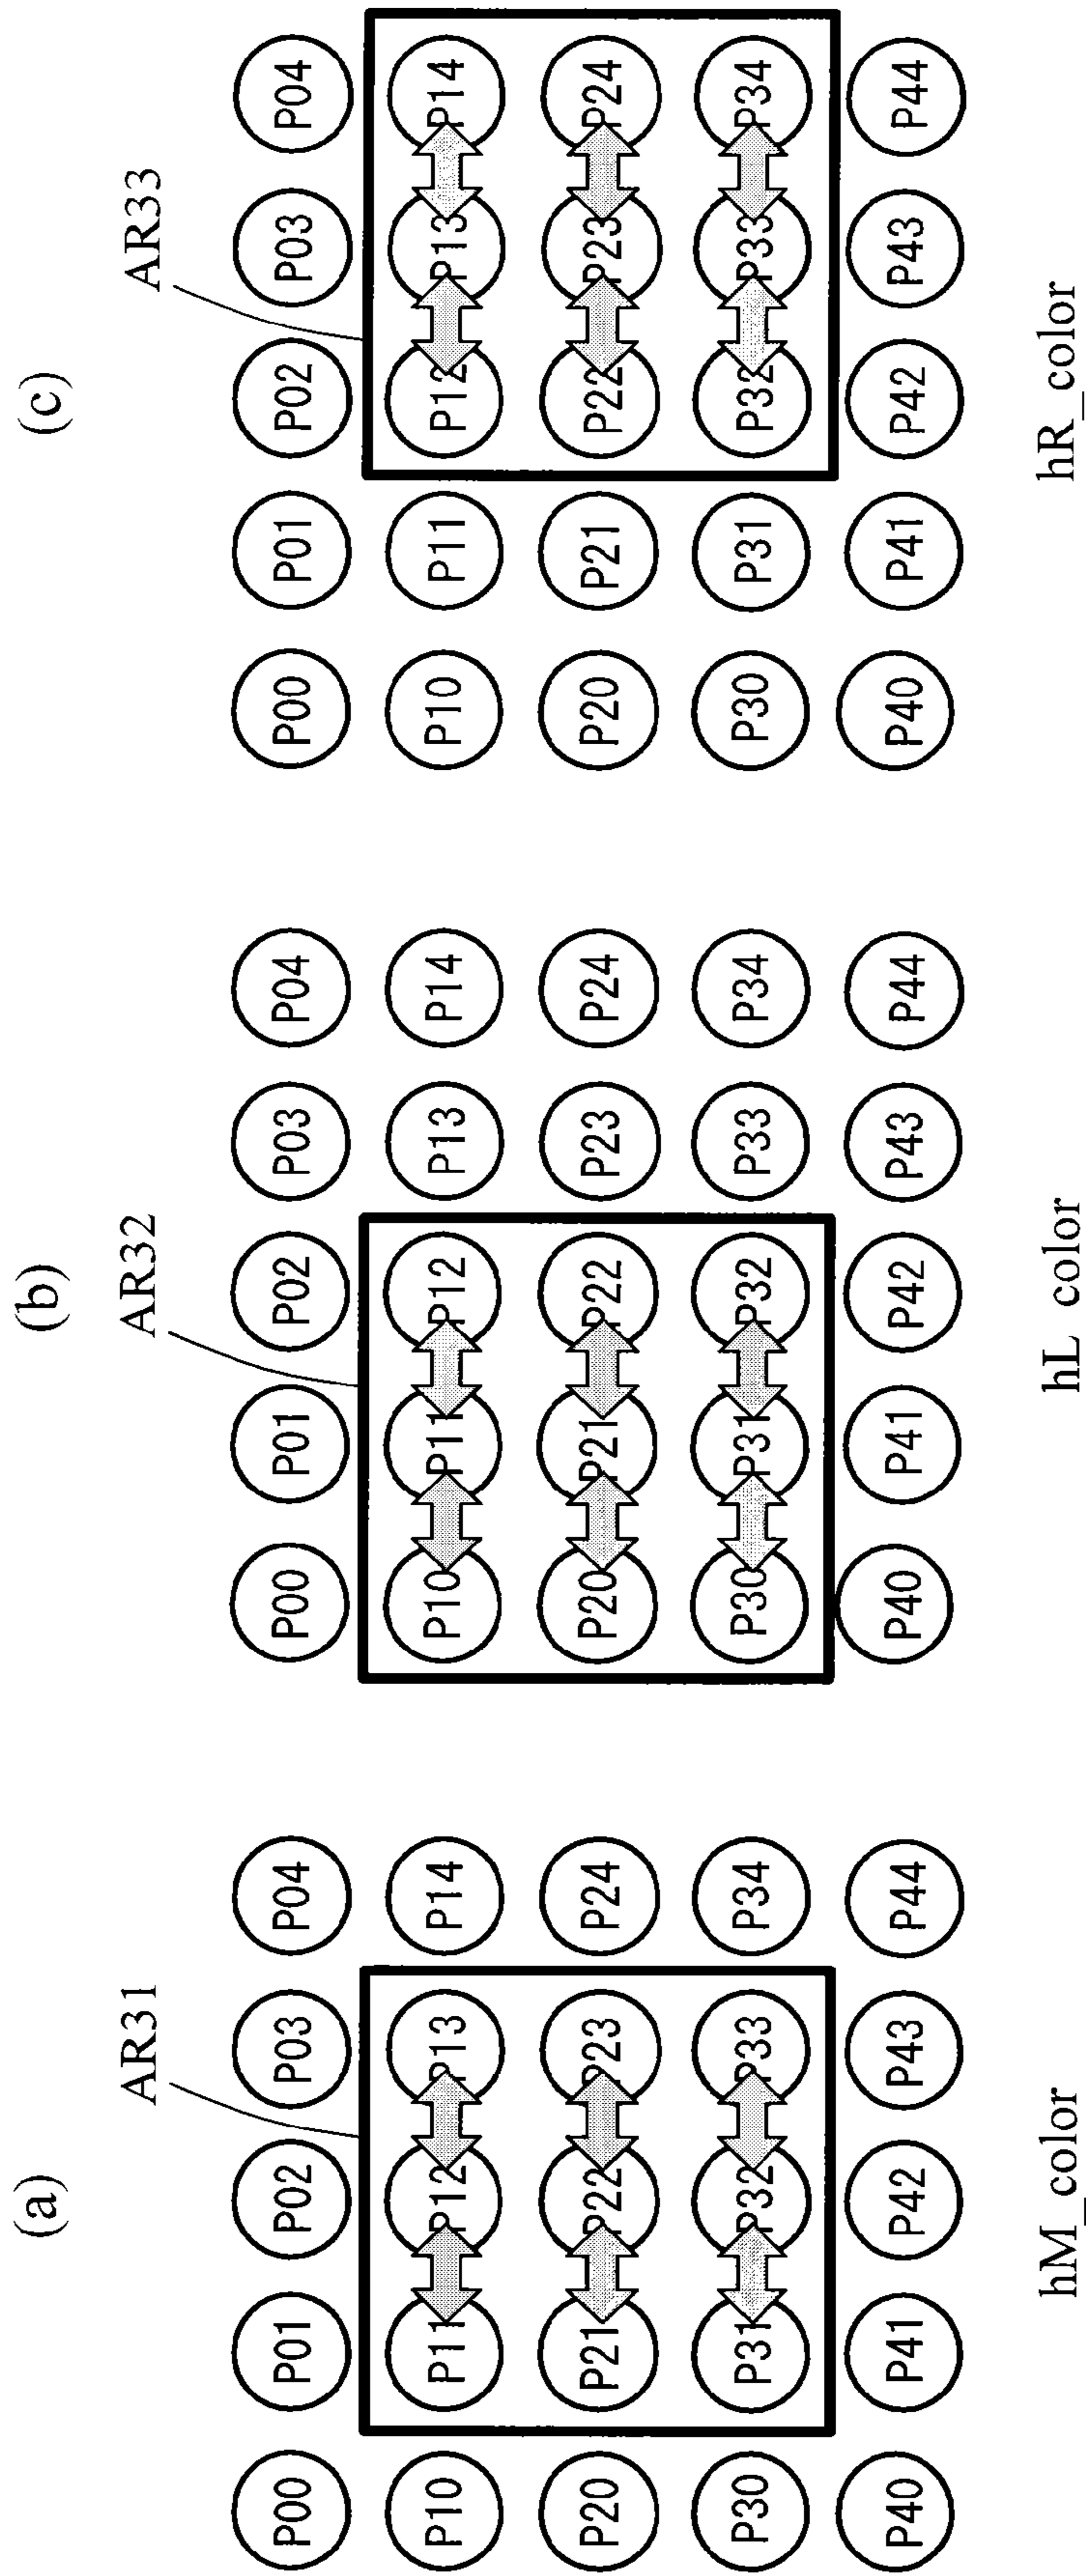 (a)
AR31
P00 P01 P02 P03 P04
P10 P11 P12 P13 P14
P20 P21 P22 P23 P24
P30 P31 P32 P33 P34
P40 P41 P42 P43 P44
hM_color
(b)
AR32
P00 P01 P02 P03 P04
P10 P11 P12 P13 P14
P20 P21 P22 P23 P24
P30 P31 P32 P33 P34
P40 P41 P42 P43 P44
hL color
(c)
AR33
P00 P01 P02 P03 P04
P10 P11 P12 P13 P14
P20 P21 P22 P23 P24
P30 P31 P32 P33 P34
P40 P41 P42 P43 P44
hR_color